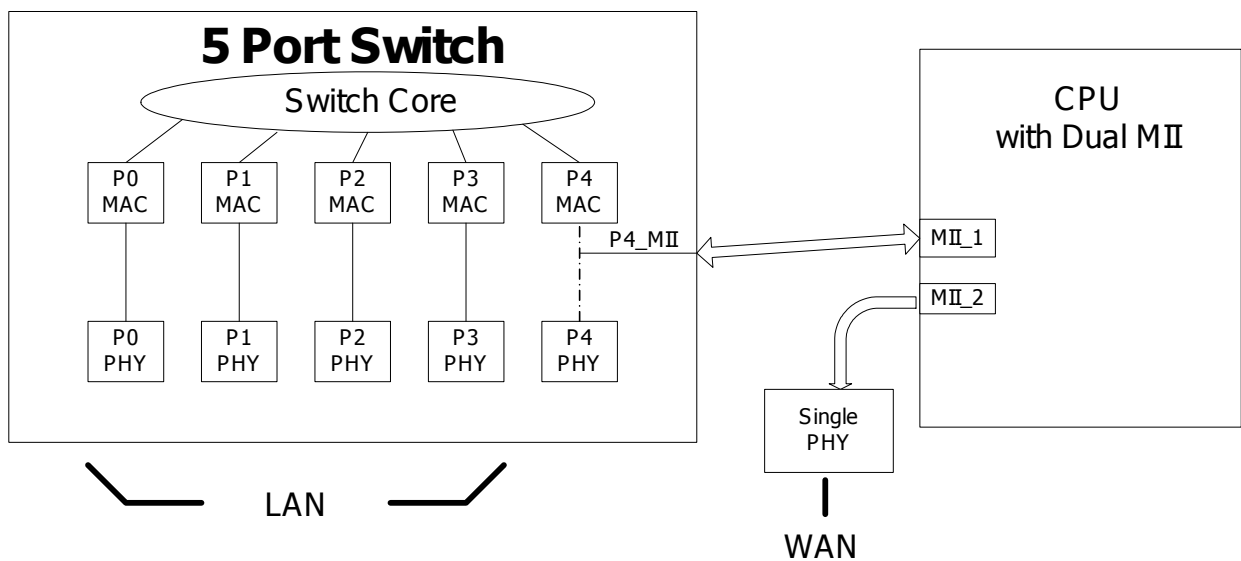 5 Port Switch
Switch Core
CPU
with Dual MII
P0
MAC
P1
MAC
P2
MAC
P3
MAC
P4
MAC
P4_MII
MII_1
MII_2
P0
PHY
P1
PHY
P2
PHY
P3
PHY
P4
PHY
Single
PHY
LAN
WAN